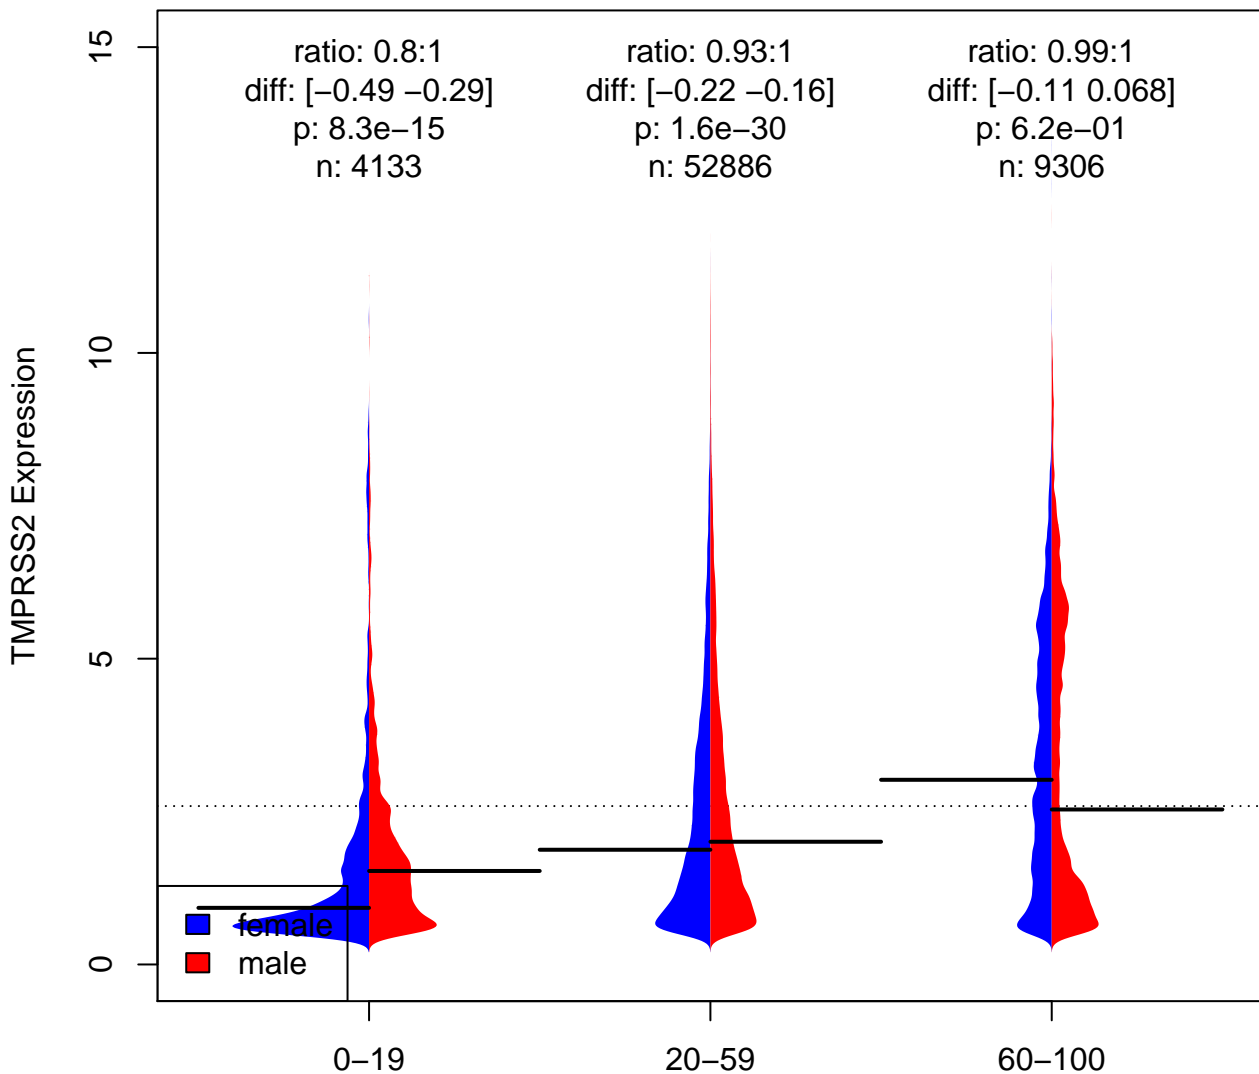 15
ratio: 0.8:1
diff: [−0.49 −0.29]
p: 8.3e−15
n: 4133
ratio: 0.93:1
diff: [−0.22 −0.16]
p: 1.6e−30
n: 52886
ratio: 0.99:1
diff: [−0.11 0.068]
p: 6.2e−01
n: 9306
10
5
0
TMPRSS2 Expression
female
male
0−19
20−59
60−100